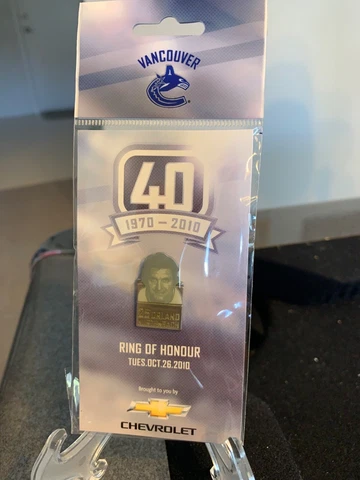 VANCOUVER
40
1970 – 2010
RING OF HONOUR
TUES.OCT.26.2010
Brought to you by
CHEVROLET